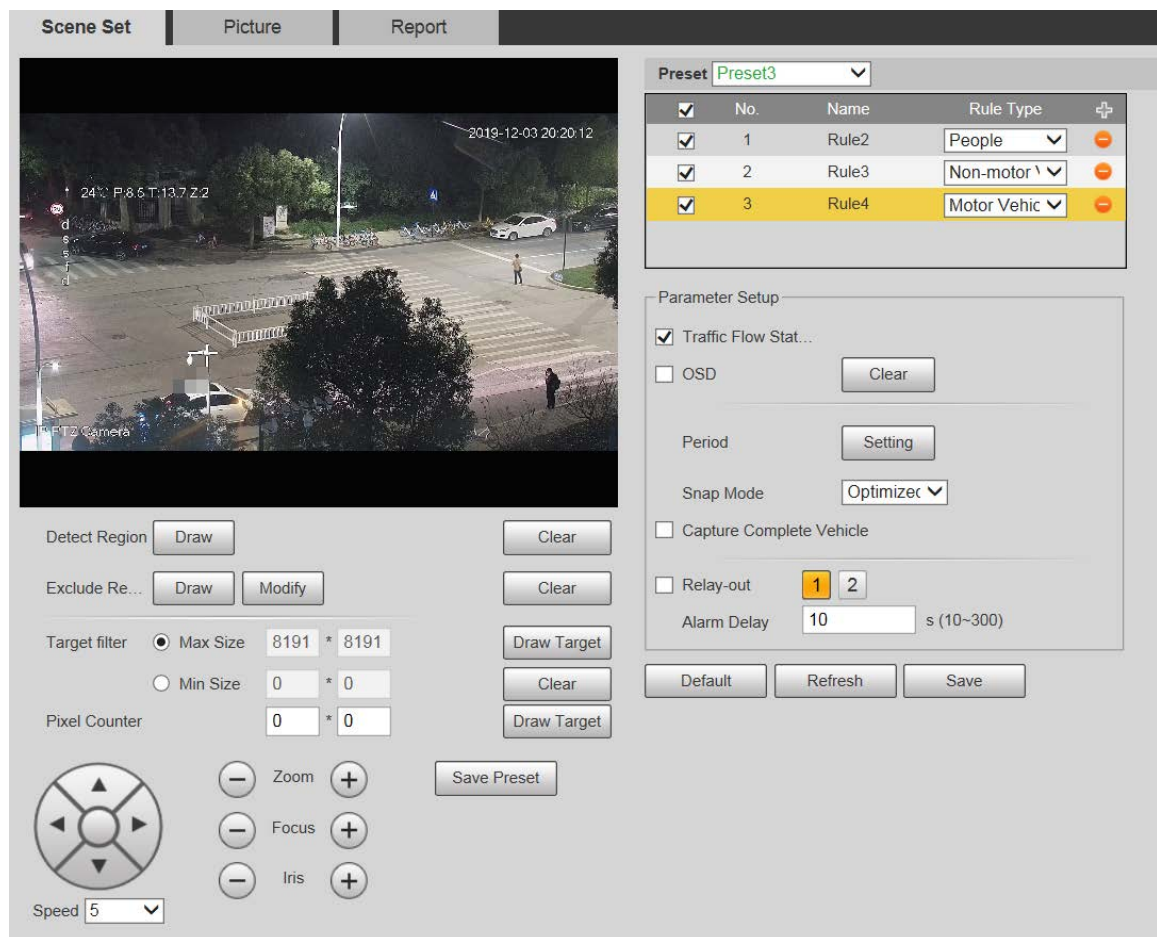 Scene Set
Picture
Report
2019-12-03 20:20:12
24℃ P:8.5 T:13.7 Z:2
d
s
s
f
d
PTZ Camera
Detect Region Draw Clear
Exclude Re... Draw Modify Clear
Target filter Max Size 8191 * 8191 Draw Target
Min Size 0 * 0 Clear
Pixel Counter 0 * 0 Draw Target
Zoom
Save Preset
Focus
Iris
Speed 5
Preset Preset3
No. Name Rule Type
1 Rule2 People
2 Rule3 Non-motor
3 Rule4 Motor Vehic
Parameter Setup
Traffic Flow Stat...
OSD Clear
Period Setting
Snap Mode Optimized
Capture Complete Vehicle
Relay-out 1 2
Alarm Delay 10 s (10~300)
Default Refresh Save